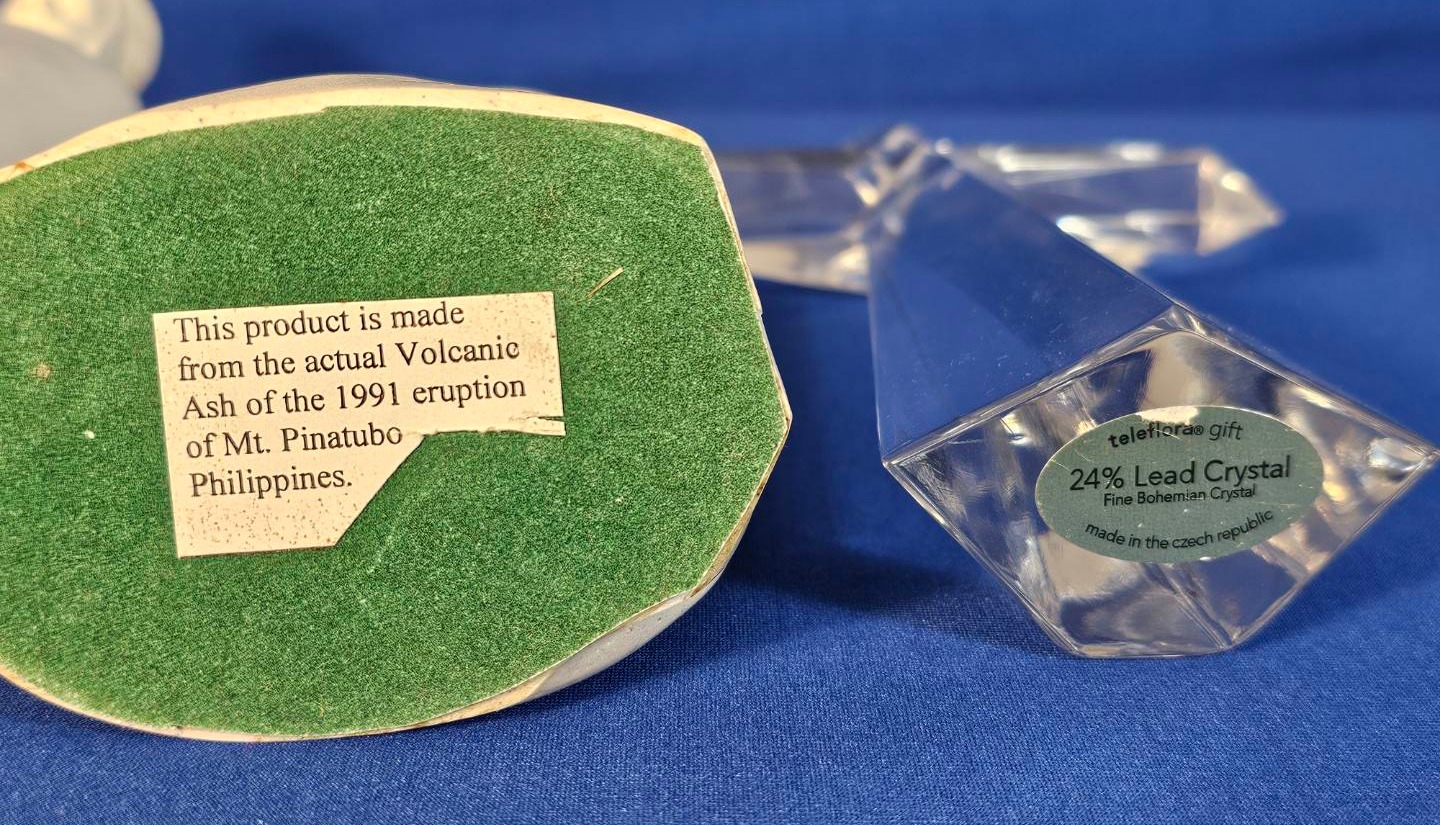 This product is made
from the actual Volcanic
Ash of the 1991 eruption
of Mt. Pinatubo
Philippines.
teleflora® gift
24% Lead Crystal
Fine Bohemian Crystal
made in the czech republic